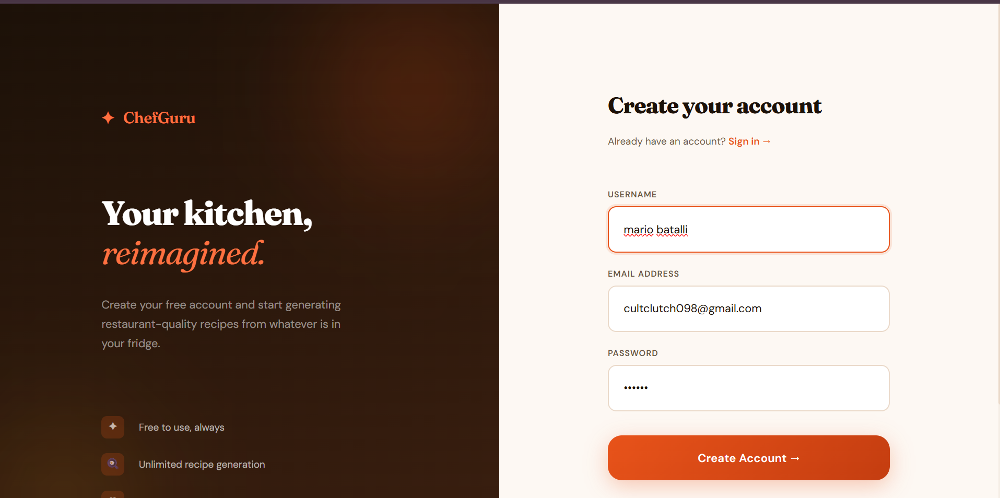 ChefGuru
Your kitchen,
reimagined.
Create your free account and start generating
restaurant-quality recipes from whatever is in
your fridge.
Free to use, always
Unlimited recipe generation
Create your account
Already have an account? Sign in →
USERNAME
mario batalli
EMAIL ADDRESS
cultclutch098@gmail.com
PASSWORD
••••••
Create Account →